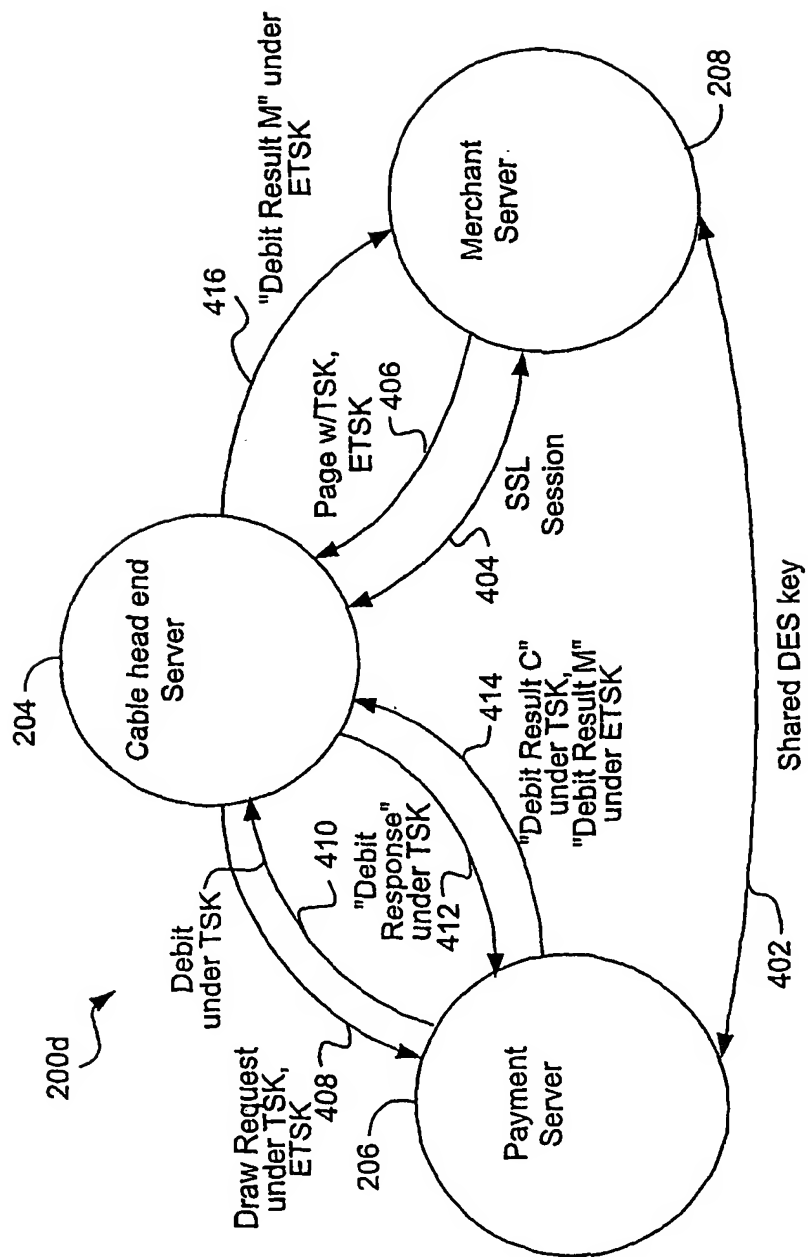 200d
204
Cable head end
Server
416
"Debit Result M" under
ETSK
Page w/TSK,
ETSK
406
SSL
Session
404
Merchant
Server
208
Debit
under TSK
Draw Request
under TSK,
ETSK
408
410
"Debit
Response"
under TSK
412
414
"Debit Result C"
under TSK,
"Debit Result M"
under ETSK
206
Payment
Server
402
Shared DES key